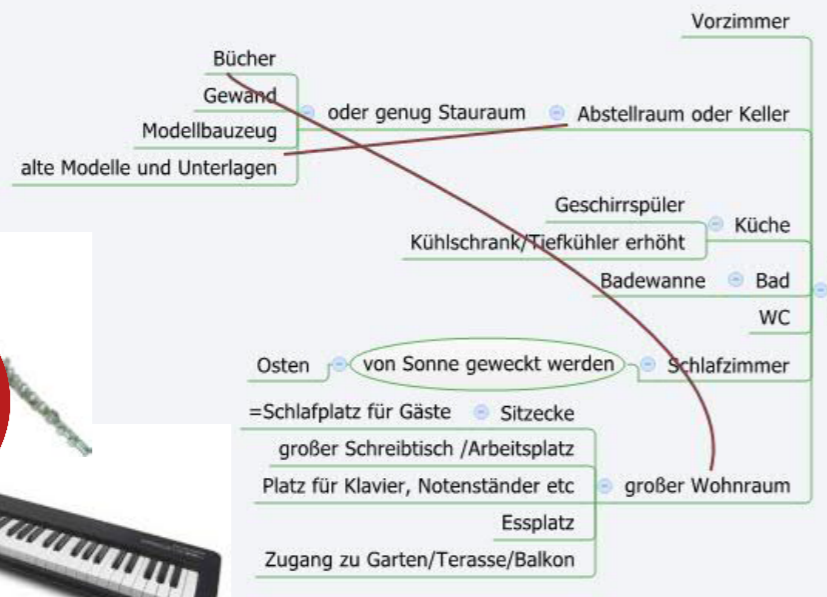 Vorzimmer
Bücher
Gewand
Modellbauzeug
alte Modelle und Unterlagen
oder genug Stauraum
Abstellraum oder Keller
Geschirrspüler
Kühlschrank/Tiefkühler erhöht
Küche
Badewanne
Bad
WC
Osten
von Sonne geweckt werden
Schlafzimmer
=Schlafplatz für Gäste
Sitzecke
großer Schreibtisch /Arbeitsplatz
Platz für Klavier, Notenständer etc
großer Wohnraum
Essplatz
Zugang zu Garten/Terasse/Balkon